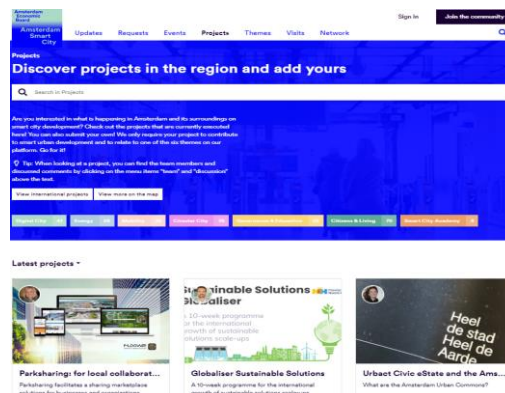 Amsterdam
Economic
Board
Amsterdam
Smart
City
Updates
Requests
Events
Projects
Themes
Visits
Network
Sign In
Join the community
Projects
Discover projects in the region and add yours
Search in Projects
Are you interested in what is happening in Amsterdam and its surroundings on
smart city development? Check out the projects that are currently executed
here! You can also submit your own! We only require your project to contribute
to smart urban development and to relate to one of the six themes on our
platform. Go for it!
Tip: When looking at a project, you can find the team members and
discussed comments by clicking on the menu items "team" and "discussion"
above the text.
View international projects
View more on the map
Digital City
Energy
Mobility
Circular City
Citizens & Living
Smart City Academy
Latest projects
Parksharing: for local collaborat...
Parksharing facilitates a sharing marketplace
solutions for businesses and organisations
inable Solutions
aliser
10-week programme
or the international
growth of sustainable
solutions scale-ups
Globaliser Sustainable Solutions
A 10-week programme for the international
growth of sustainable solutions scale-ups
Heel
de stad
Heel de
Aarde
Urbact Civic eState and the Ams...
What are the Amsterdam Urban Commons?